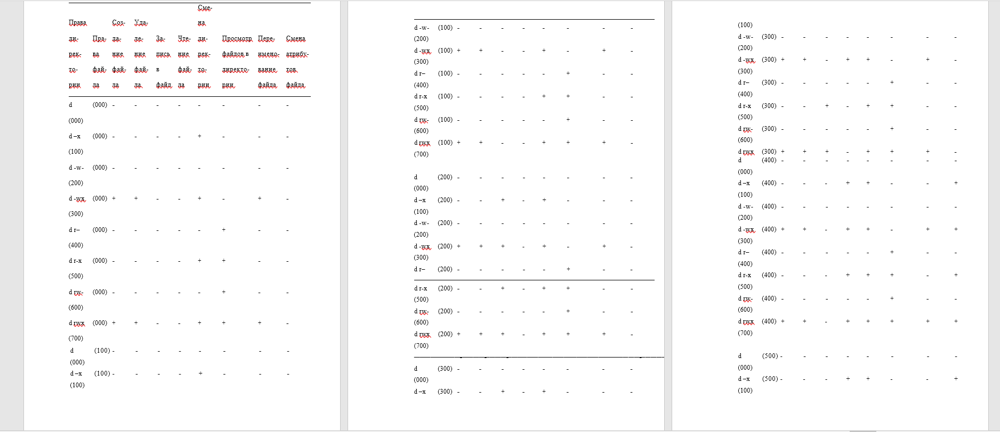 Сме-
Права Соз- Уда- на
ди- Пра- да- ле- За- Чте- ди- Просмотр Пере- Смена
рек- ва ние ние пись ние рек- файлов в имено- атрибу-
то- фай- фай- фай- в фай- то- директо- вание тов
рии ла ла ла файл ла рии рии файла файла
d (000) - - - - - - - -
(000)
d –x (000) - - - - + - - -
(100)
d -w- (000) - - - - - - - -
(200)
d -wx (000) + + - - + - + -
(300)
d r– (000) - - - - - + - -
(400)
d r-x (000) - - - - + + - -
(500)
d rw- (000) - - - - - + - -
(600)
d rwx (000) + + - - + + + -
(700)
d (100) - - - - - - - -
(000)
d –x (100) - - - - + - - -
(100)
d -w- (100) - - - - - - - -
(200)
d -wx (100) + + - - + - + -
(300)
d r– (100) - - - - - + - -
(400)
d r-x (100) - - - - + + - -
(500)
d rw- (100) - - - - - + - -
(600)
d rwx (100) + + - - + + + -
(700)
d (200) - - - - - - - -
(000)
d –x (200) - - + - + - - -
(100)
d -w- (200) - - - - - - - -
(200)
d -wx (200) + + + - + - + -
(300)
d r– (200) - - - - - + - -
d r-x (200) - - + - + + - -
(500)
d rw- (200) - - - - - + - -
(600)
d rwx (200) + + + - + + + -
(700)
d (300) - - - - - - - -
(000)
d –x (300) - - + - + - - -
(100)
d -w- (300) - - - - - - - -
(200)
d -wx (300) + + - + + - + -
(300)
d r– (300) - - - - - + - -
(400)
d r-x (300) - - + - + + - -
(500)
d rw- (300) - - - - - + - -
(600)
d rwx (300) + + + - + + + -
d (400) - - - - - - - -
(000)
d –x (400) - - - + + - - +
(100)
d -w- (400) - - - - - - - -
(200)
d -wx (400) + + - + + - + +
(300)
d r– (400) - - - - - + - -
(400)
d r-x (400) - - - + + + - +
(500)
d rw- (400) - - - - - + - -
(600)
d rwx (400) + + - + + + + +
(700)
d (500) - - - - - - - -
(000)
d –x (500) - - - + + - - +
(100)